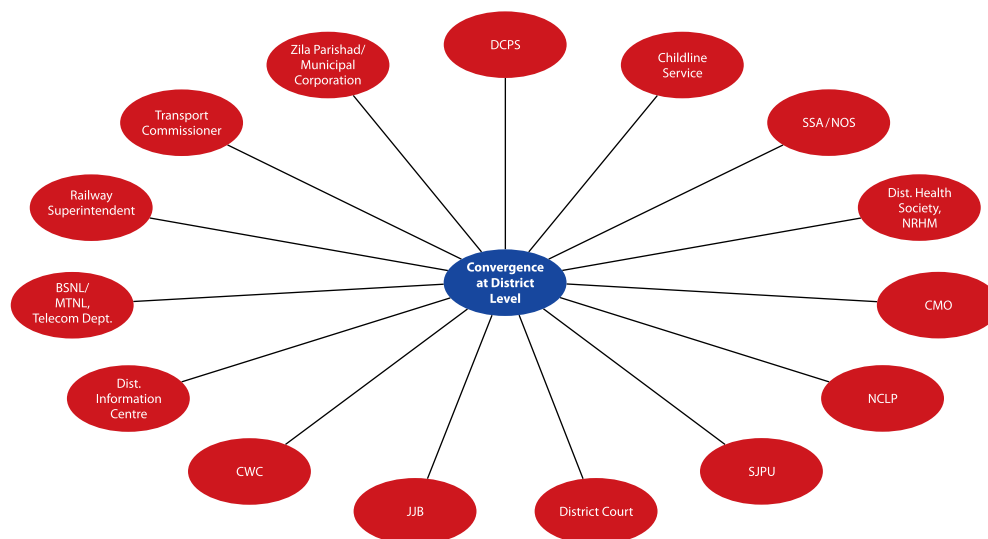 DCPS
Zila Parishad/
Municipal
Corporation
Childline
Service
Transport
Commissioner
SSA / NOS
Railway
Superintendent
Dist. Health
Society,
NRHM
Convergence
at District
Level
BSNL/
MTNL,
Telecom Dept.
CMO
Dist.
Information
Centre
NCLP
CWC
SJPU
JJB
District Court